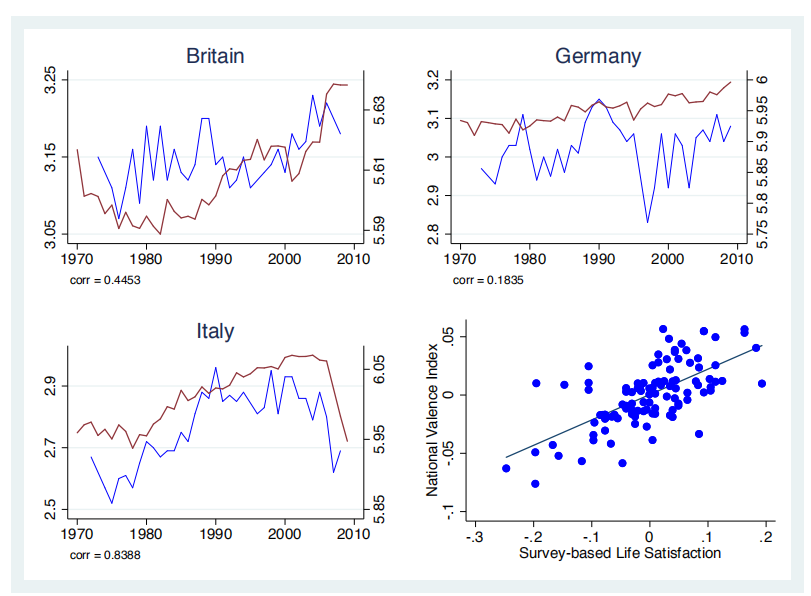 Britain
3.25
3.15
3.05
5.63
5.61
5.59
1970 1980 1990 2000 2010
corr = 0.4453
Germany
3.2
3.1
3
2.9
2.8
6
5.95
5.9
5.85
5.8
5.75
1970 1980 1990 2000 2010
corr = 0.1835
Italy
2.9
2.7
2.5
6.05
5.95
5.85
1970 1980 1990 2000 2010
corr = 0.8388
National Valence Index
.05
0
-.05
-.1
-.3 -.2 -.1 0 .1 .2
Survey-based Life Satisfaction